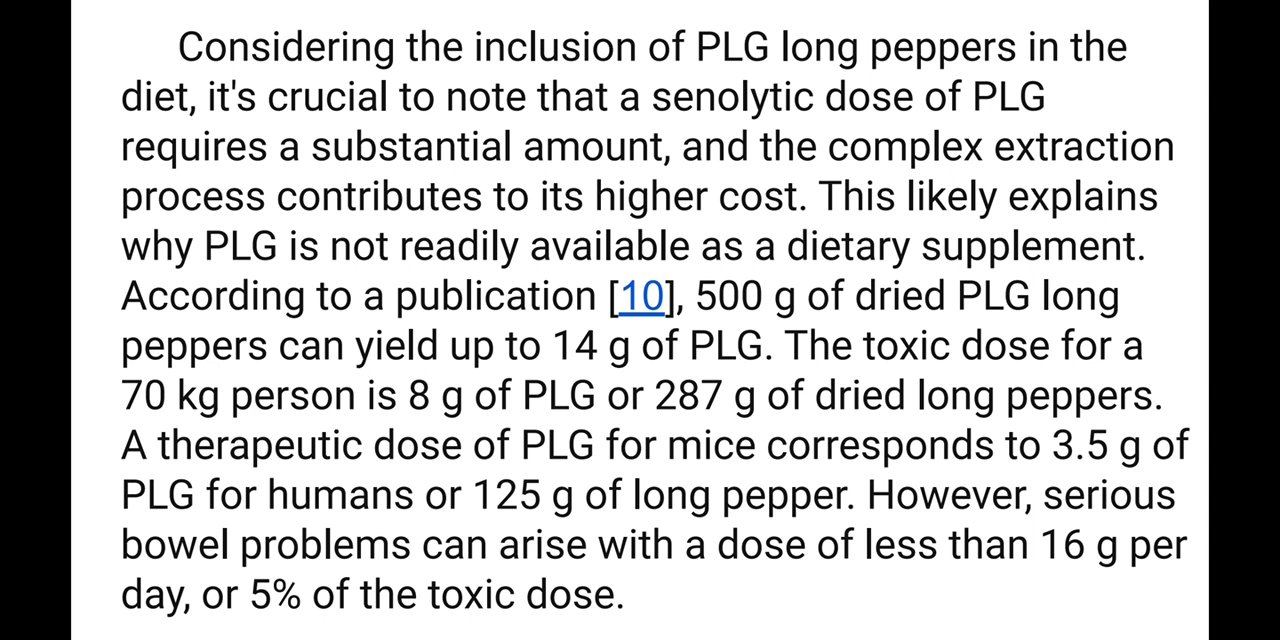 Considering the inclusion of PLG long peppers in the
diet, it's crucial to note that a senolytic dose of PLG
requires a substantial amount, and the complex extraction
process contributes to its higher cost. This likely explains
why PLG is not readily available as a dietary supplement.
According to a publication [10], 500 g of dried PLG long
peppers can yield up to 14 g of PLG. The toxic dose for a
70 kg person is 8 g of PLG or 287 g of dried long peppers.
A therapeutic dose of PLG for mice corresponds to 3.5 g of
PLG for humans or 125 g of long pepper. However, serious
bowel problems can arise with a dose of less than 16 g per
day, or 5% of the toxic dose.